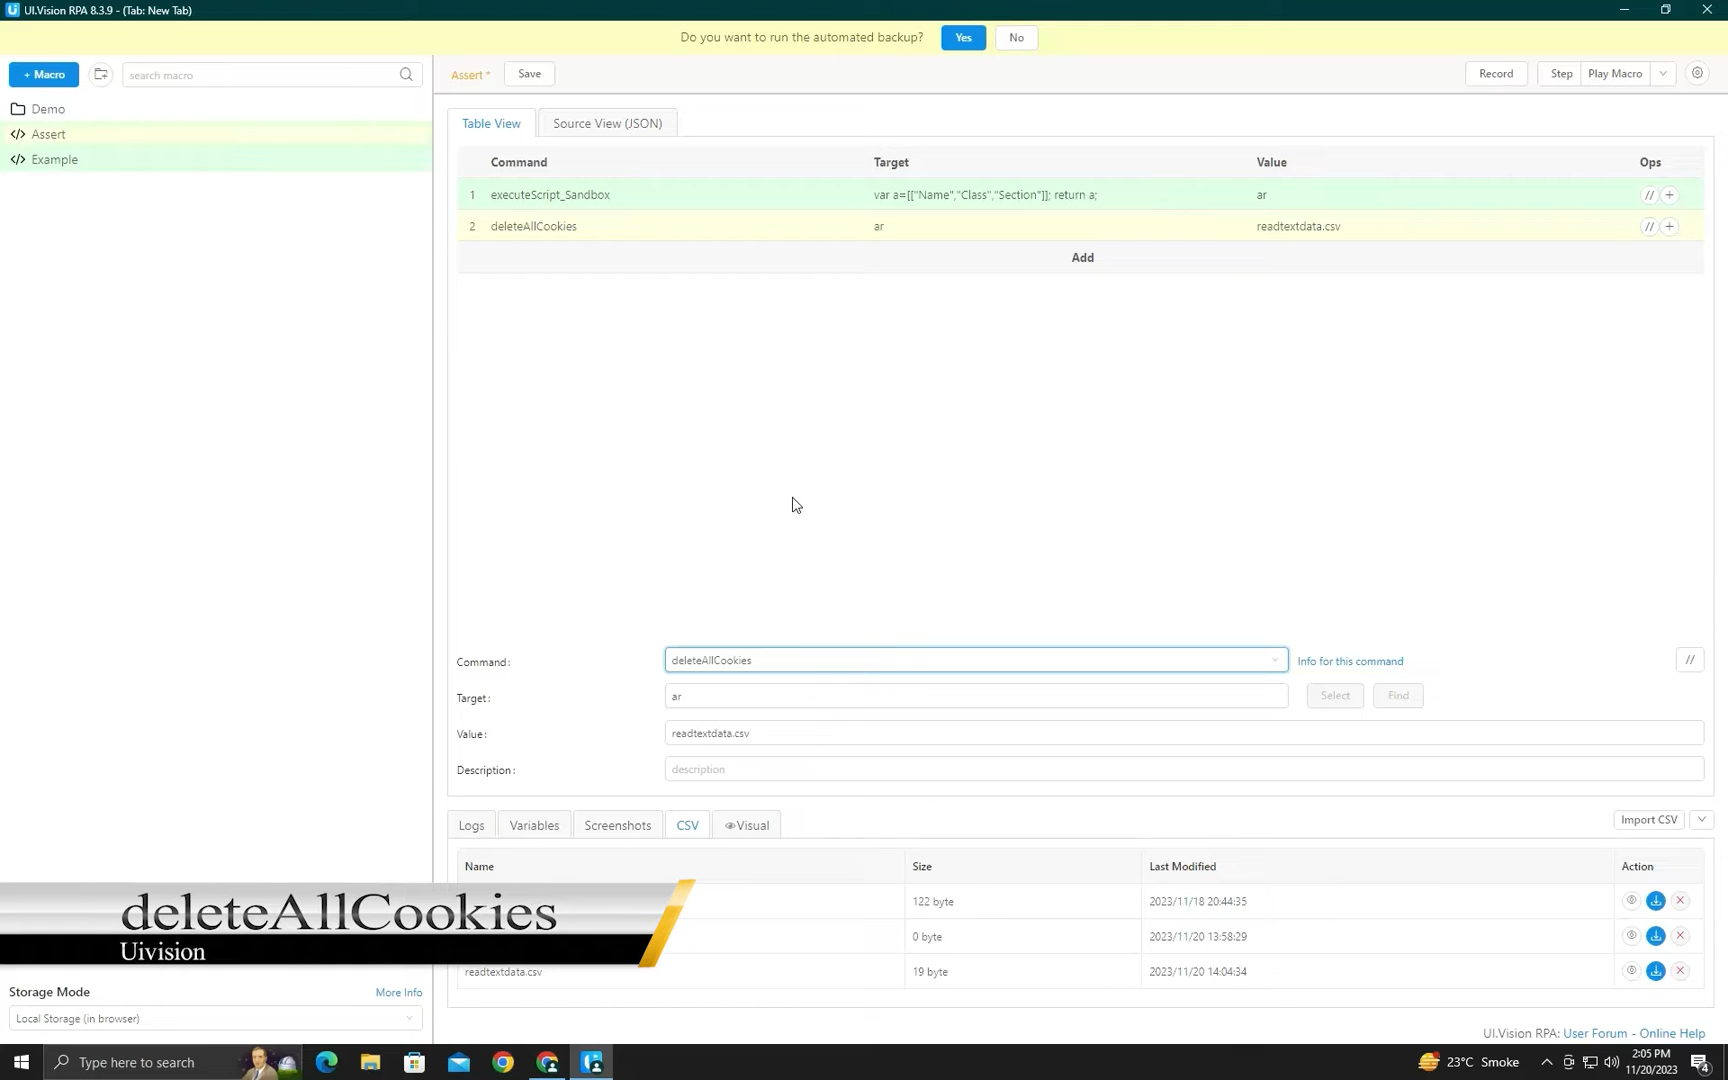 UI.Vision RPA 8.3.9 - (Tab: New Tab)
Do you want to run the automated backup? Yes No
+ Macro search macro
Assert * Save Record Step Play Macro
Demo
Assert
Example
Table View Source View (JSON)
Command Target Value Ops
1 executeScript_Sandbox var a=[["Name","Class","Section"]]; return a; ar // +
2 deleteAllCookies ar readtextdata.csv // +
Add
Command: deleteAllCookies Info for this command //
Target: ar Select Find
Value: readtextdata.csv
Description: description
Logs Variables Screenshots CSV Visual Import CSV
Name Size Last Modified Action
122 byte 2023/11/18 20:44:35
0 byte 2023/11/20 13:58:29
readtextdata.csv 19 byte 2023/11/20 14:04:34
deleteAllCookies
Uivision
Storage Mode More Info
Local Storage (in browser)
UI.Vision RPA: User Forum - Online Help
Type here to search
23°C Smoke
2:05 PM
11/20/2023
4